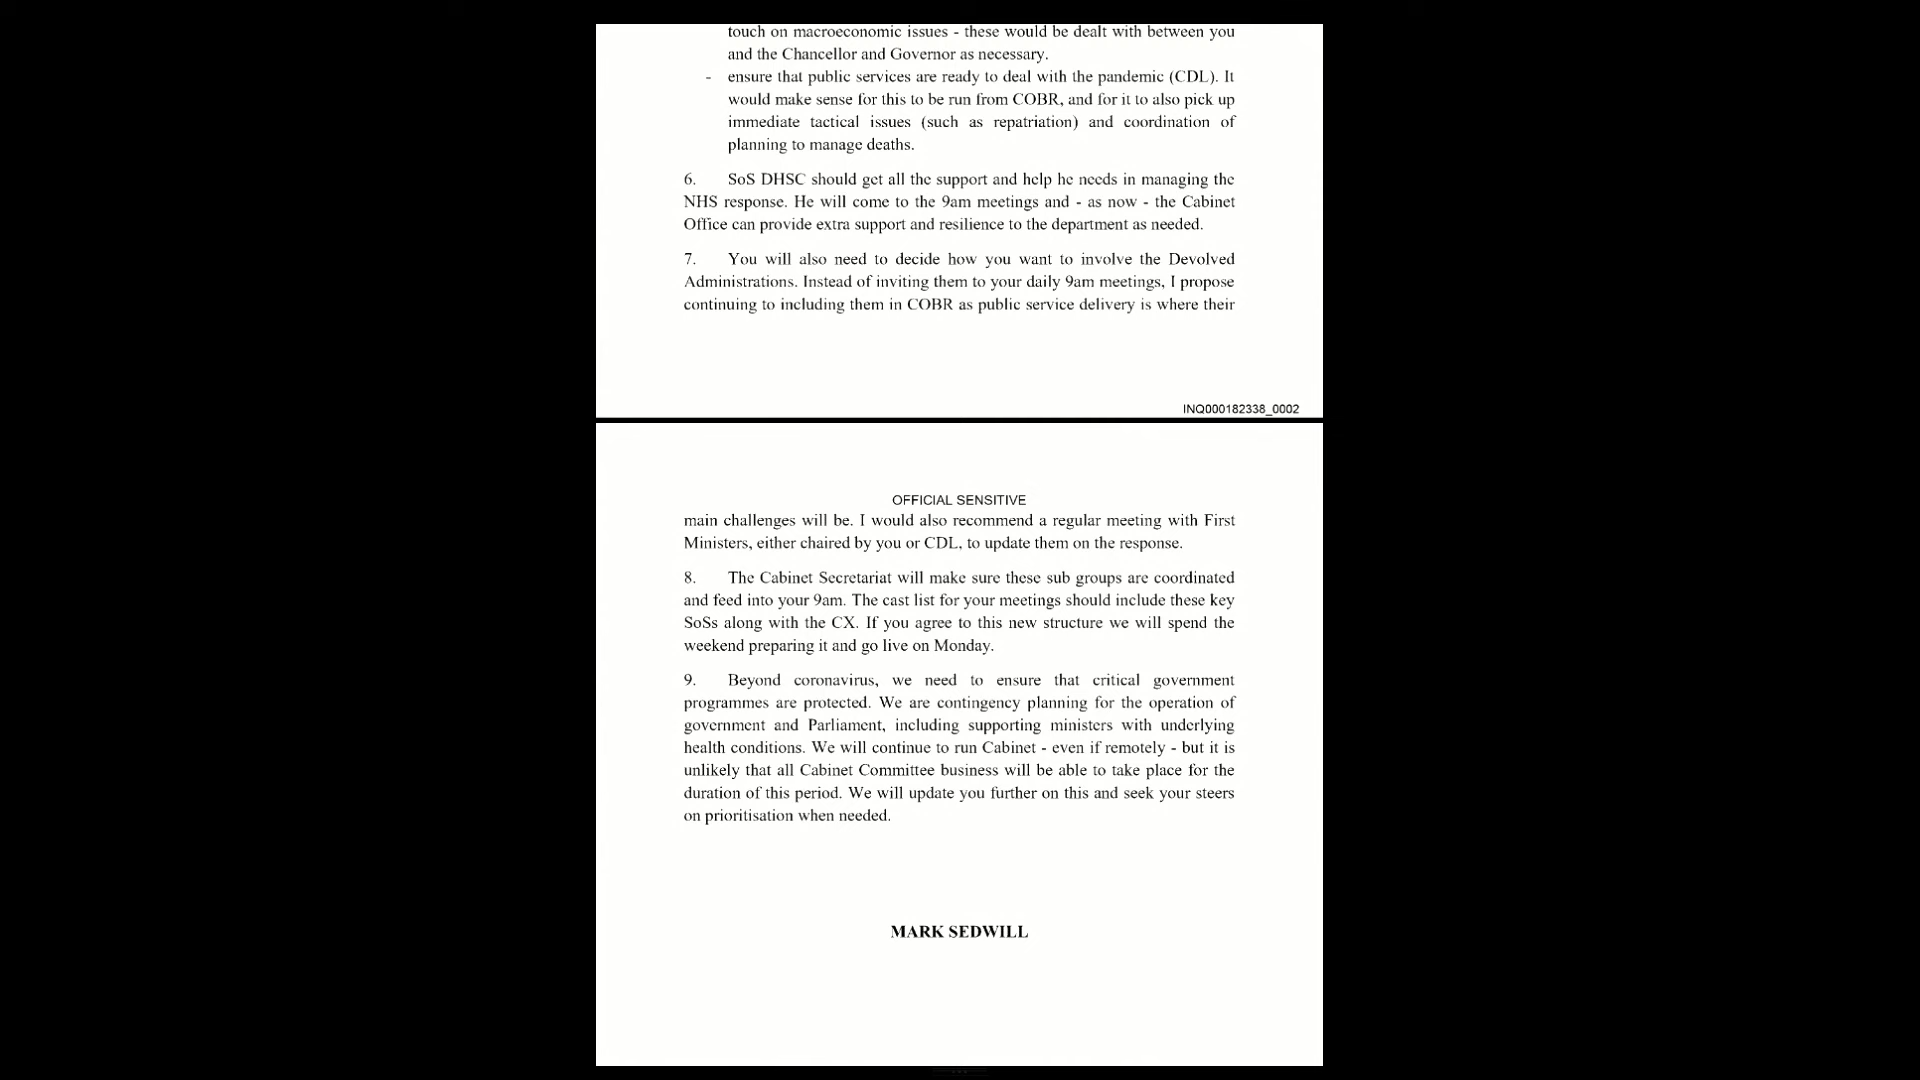 touch on macroeconomic issues - these would be dealt with between you
and the Chancellor and Governor as necessary.
- ensure that public services are ready to deal with the pandemic (CDL). It
would make sense for this to be run from COBR, and for it to also pick up
immediate tactical issues (such as repatriation) and coordination of
planning to manage deaths.
6. SoS DHSC should get all the support and help he needs in managing the
NHS response. He will come to the 9am meetings and - as now - the Cabinet
Office can provide extra support and resilience to the department as needed.
7. You will also need to decide how you want to involve the Devolved
Administrations. Instead of inviting them to your daily 9am meetings, I propose
continuing to including them in COBR as public service delivery is where their
INQ000182338_0002
OFFICIAL SENSITIVE
main challenges will be. I would also recommend a regular meeting with First
Ministers, either chaired by you or CDL, to update them on the response.
8. The Cabinet Secretariat will make sure these sub groups are coordinated
and feed into your 9am. The cast list for your meetings should include these key
SoSs along with the CX. If you agree to this new structure we will spend the
weekend preparing it and go live on Monday.
9. Beyond coronavirus, we need to ensure that critical government
programmes are protected. We are contingency planning for the operation of
government and Parliament, including supporting ministers with underlying
health conditions. We will continue to run Cabinet - even if remotely - but it is
unlikely that all Cabinet Committee business will be able to take place for the
duration of this period. We will update you further on this and seek your steers
on prioritisation when needed.
MARK SEDWILL